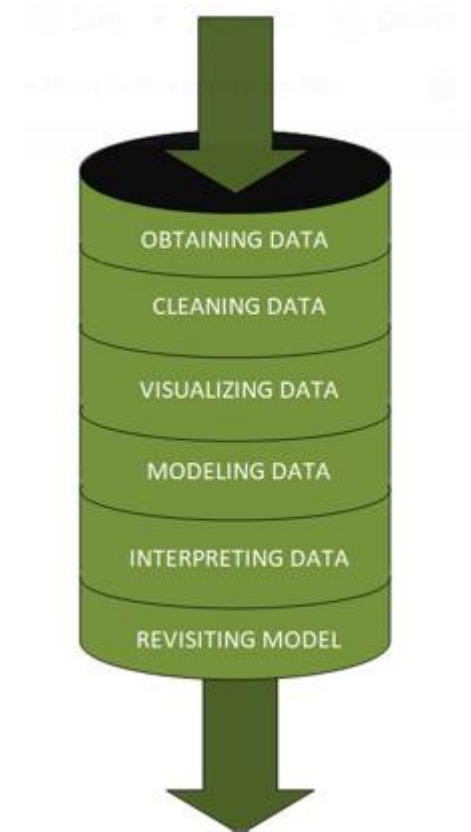 OBTAINING DATA
CLEANING DATA
VISUALIZING DATA
MODELING DATA
INTERPRETING DATA
REVISITING MODEL